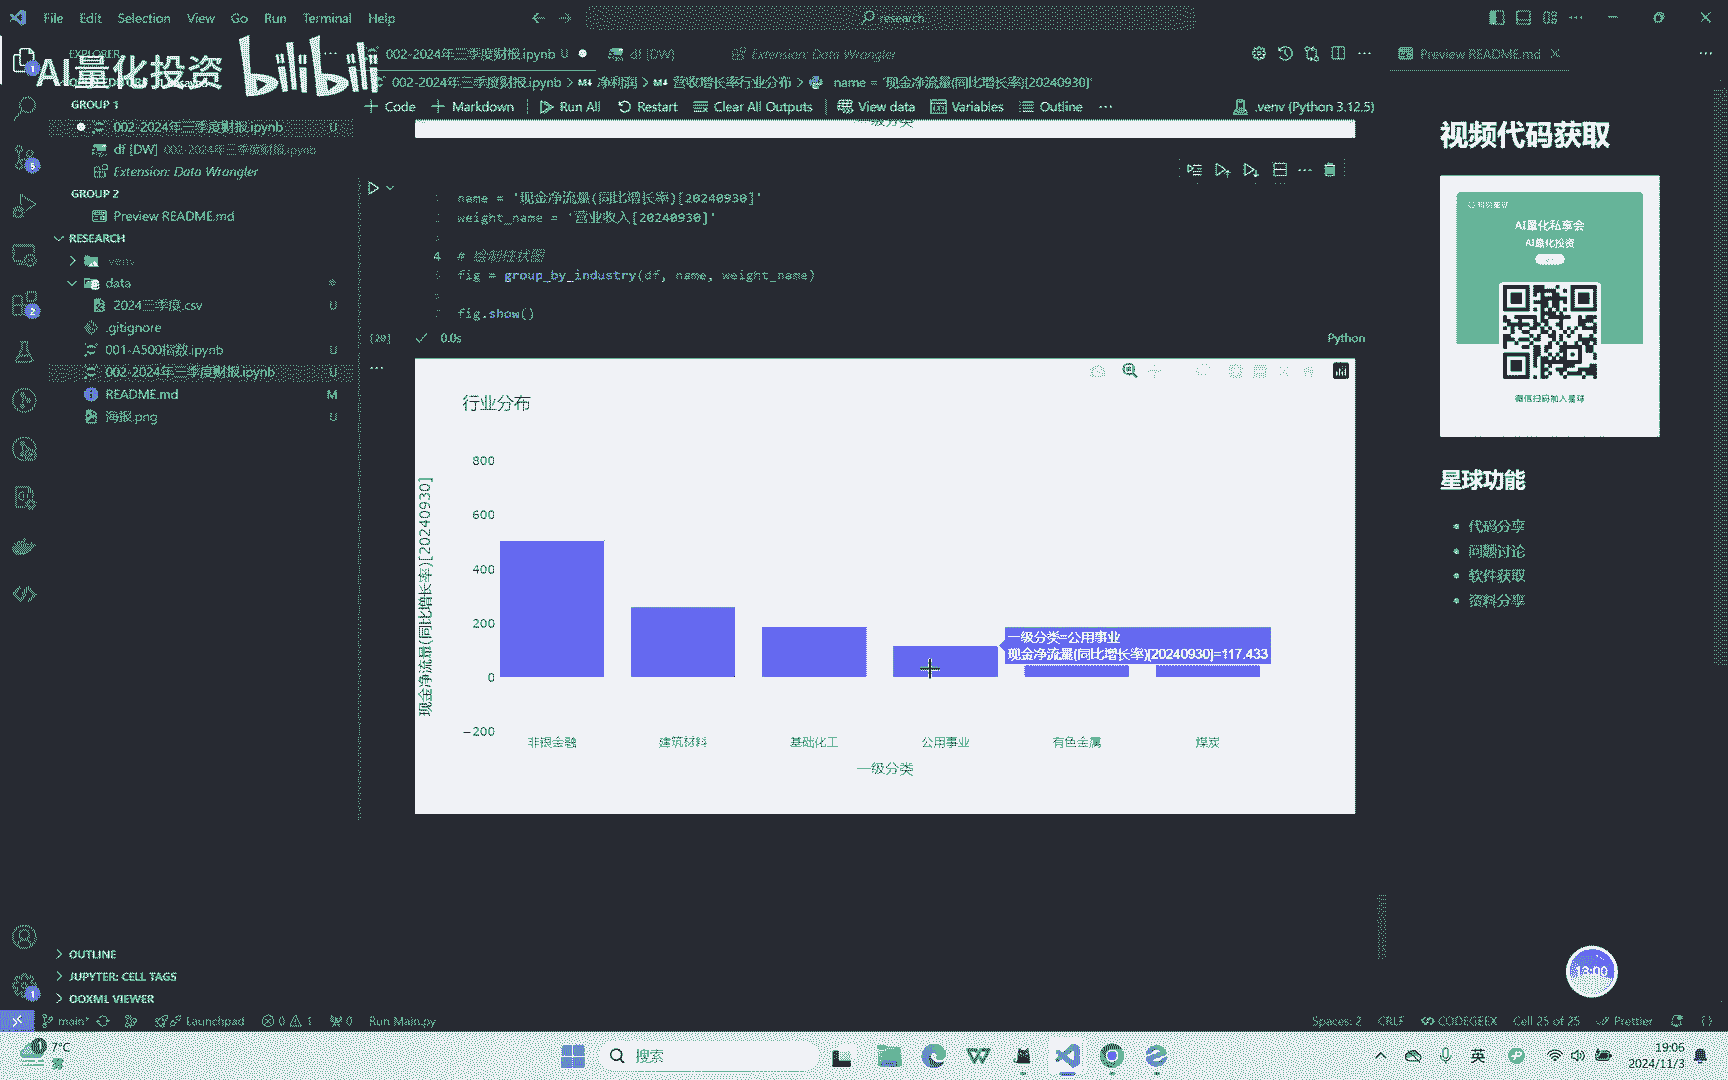 File Edit Selection View Go Run Terminal Help
research
EXPLORER
AI量化投资 bilibili
002-2024年三季度财报.ipynb U
df [DW]
Extension: Data Wrangler
Preview README.md
002-2024年三季度财报.ipynb > 净利润 > 营收增长率行业分布 > name = '现金净流量(同比增长率)[20240930]'
+ Code + Markdown Run All Restart Clear All Outputs View data Variables Outline ...
.venv (Python 3.12.5)
GROUP 1
002-2024年三季度财报.ipynb U
df [DW] 002-2024年三季度财报.ipynb
Extension: Data Wrangler
GROUP 2
Preview README.md
RESEARCH
.venv
data
2024三季度.csv U
.gitignore
001-A500指数.ipynb U
002-2024年三季度财报.ipynb U
README.md M
海报.png U
OUTLINE
JUPYTER: CELL TAGS
OOXML VIEWER
一级分类
name = '现金净流量(同比增长率)[20240930]'
weight_name = '营业收入[20240930]'
4 # 绘制柱状图
fig = group_by_industry(df, name, weight_name)
fig.show()
[20] 0.0s
Python
行业分布
800
600
400
200
0
−200
现金净流量(同比增长率)[20240930]
一级分类=公用事业
现金净流量(同比增长率)[20240930]=117.433
非银金融 建筑材料 基础化工 公用事业 有色金属 煤炭
一级分类
视频代码获取
AI量化私享会
AI量化投资
微信扫码加入星球
星球功能
代码分享
问题讨论
软件获取
资料分享
13:00
main* Launchpad 0 1 0 Run Main.py
Spaces: 2 CRLF CODEGEEX Cell 25 of 25 Prettier
7°C
搜索
英
19:06
2024/11/3